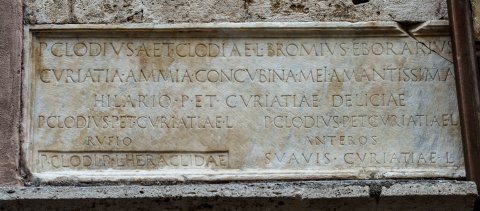 P·CLODIVS·A·ET·CLODIAE·L·BROMIVS·EBORARIVS
CVRIATIA·AMMIA·CONCVBINA·MEI·AMANTISSIMA
HILARIO·P·ET·CVRIATIAE·DELICIAE
P·CLODIVS·P·ET·CVRIATIAE·L P·CLODIVS·P·ET·CVRIATIAE·L
RVFIO ANTEROS
P·CLODI·P·L·HERACLIDAE SVAVIS·CVRIATIAE·L